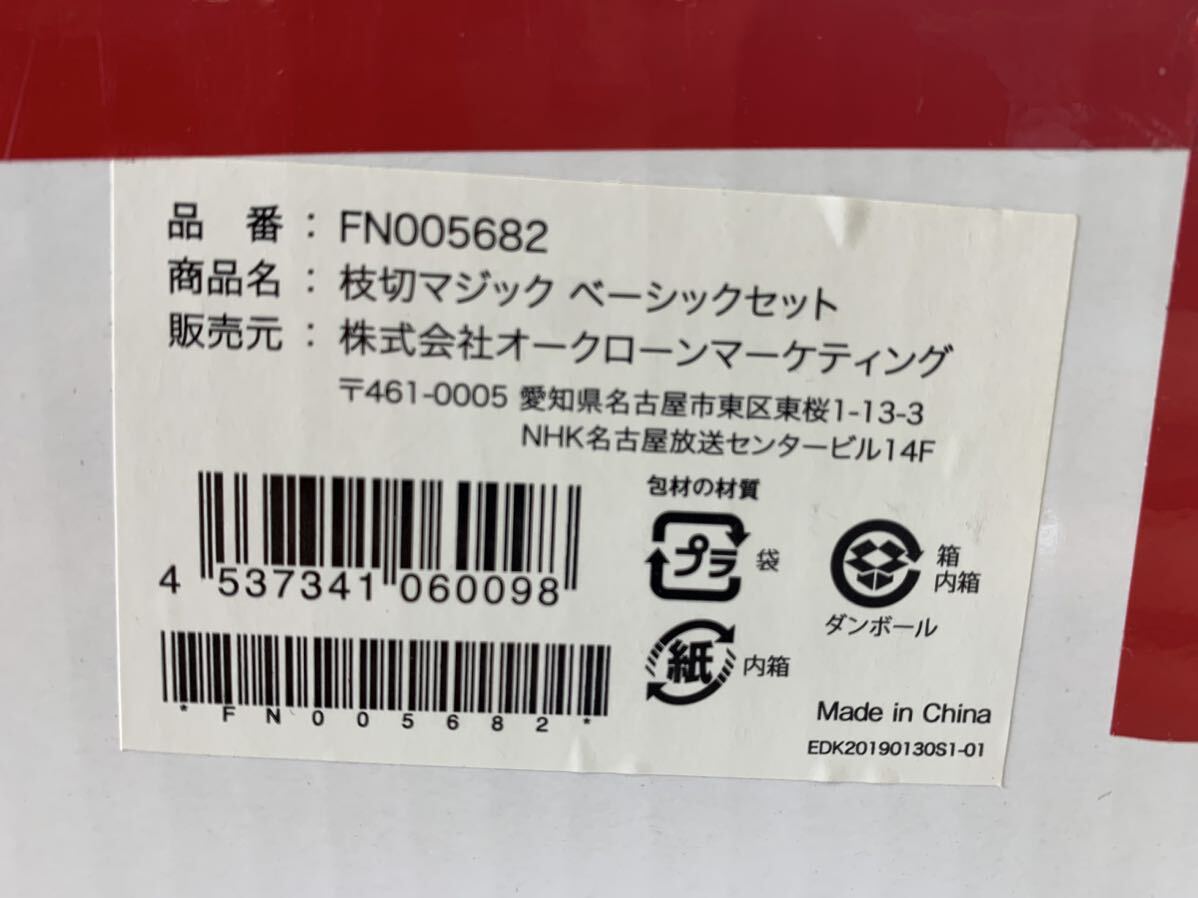 品 番 : FN005682
商品名 : 枝切マジック ベーシックセット
販売元 : 株式会社オークローンマーケティング
〒461-0005 愛知県名古屋市東区東桜1-13-3
NHK名古屋放送センタービル14F
包材の材質
プラ 袋
箱
内箱
ダンボール
紙 内箱
4 537341 060098
*FN005682*
Made in China
EDK20190130S1-01